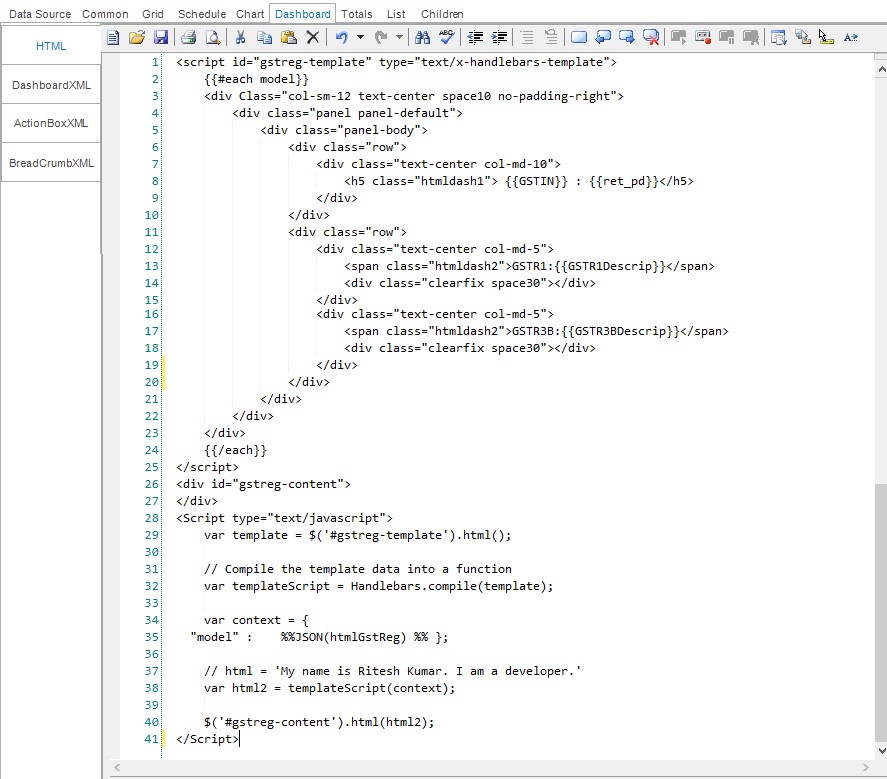 Data Source Common Grid Schedule Chart Dashboard Totals List Children
HTML
DashboardXML
ActionBoxXML
BreadCrumbXML
ABC
1 <script id="gstreg-template" type="text/x-handlebars-template">
2 {{#each model}}
3 <div Class="col-sm-12 text-center space10 no-padding-right">
4 <div class="panel panel-default">
5 <div class="panel-body">
6 <div class="row">
7 <div class="text-center col-md-10">
8 <h5 class="htmldash1"> {{GSTIN}} : {{ret_pd}}</h5>
9 </div>
10 </div>
11 <div class="row">
12 <div class="text-center col-md-5">
13 <span class="htmldash2">GSTR1:{{GSTR1Descrip}}</span>
14 <div class="clearfix space30"></div>
15 </div>
16 <div class="text-center col-md-5">
17 <span class="htmldash2">GSTR3B:{{GSTR3BDescrip}}</span>
18 <div class="clearfix space30"></div>
19 </div>
20 </div>
21 </div>
22 </div>
23 </div>
24 {{/each}}
25 </script>
26 <div id="gstreg-content">
27 </div>
28 <Script type="text/javascript">
29 var template = $('#gstreg-template').html();
30
31 // Compile the template data into a function
32 var templateScript = Handlebars.compile(template);
33
34 var context = {
35 "model" : %%JSON(htmlGstReg) %% };
36
37 // html = 'My name is Ritesh Kumar. I am a developer.'
38 var html2 = templateScript(context);
39
40 $('#gstreg-content').html(html2);
41 </Script>